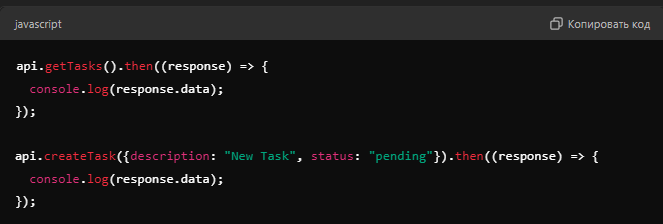 javascript
Копировать код
api.getTasks().then((response) => {
  console.log(response.data);
});
api.createTask({description: "New Task", status: "pending"}).then((response) => {
  console.log(response.data);
});